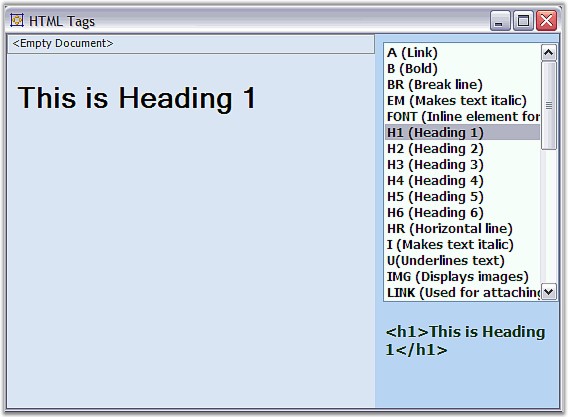 HTML Tags
<Empty Document>
This is Heading 1
A (Link)
B (Bold)
BR (Break line)
EM (Makes text italic)
FONT (Inline element for
H1 (Heading 1)
H2 (Heading 2)
H3 (Heading 3)
H4 (Heading 4)
H5 (Heading 5)
H6 (Heading 6)
HR (Horizontal line)
I (Makes text italic)
U(Underlines text)
IMG (Displays images)
LINK (Used for attaching
<h1>This is Heading
1</h1>